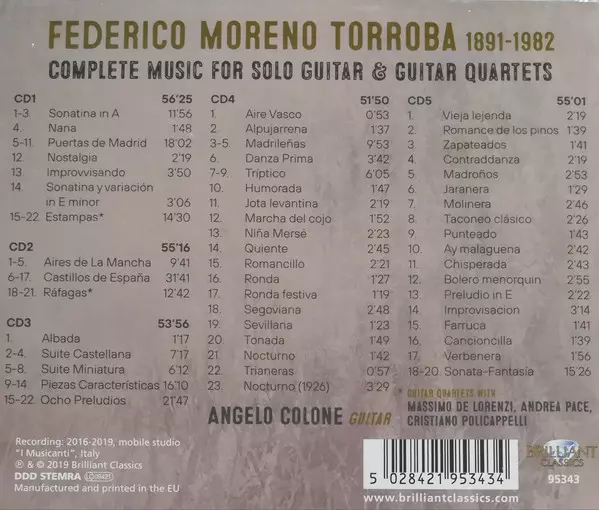 FEDERICO MORENO TORROBA 1891-1982
COMPLETE MUSIC FOR SOLO GUITAR & GUITAR QUARTETS
CD1 56'25
1-3. Sonatina in A 11'56
4. Nana 1'48
5-11. Puertas de Madrid 18'02
12. Nostalgia 2'19
13. Improvvisando 3'50
14. Sonatina y variación
in E minor 3'06
15-22. Estampas* 14'30
CD2 55'16
1-5. Aires de La Mancha 9'41
6-17. Castillos de España 31'41
18-21. Ráfagas* 12'42
CD3 53'56
1. Albada 1'17
2-4. Suite Castellana 7'17
5-8. Suite Miniatura 6'12
9-14 Piezas Características 16'10
15-22. Ocho Preludios 21'47
CD4 51'50
1. Aire Vasco 0'53
2. Alpujarrena 1'37
3-5. Madrileñas 9'53
6. Danza Prima 3'42
7-9. Tríptico 6'05
10. Humorada 1'47
11. Jota levantina 2'19
12. Marcha del cojo 1'52
13. Niña Mersé 2'23
14. Quiente 2'45
15. Romancillo 2'21
16. Ronda 1'27
17. Ronda festiva 1'19
18. Segoviana 2'48
19. Sevillana 1'23
20. Tonada 1'49
21. Nocturno 1'42
22. Trianeras 0'57
23. Nocturno (1926) 3'29
CD5 55'01
1. Vieja lejenda 2'19
2. Romance de los pinos 1'39
3. Zapateados 1'41
4. Contraddanza 2'19
5. Madroños 2'53
6. Jaranera 1'29
7. Molinera 2'46
8. Taconeo clásico 2'26
9. Punteado 1'43
10. Ay malaguena 2'42
11. Chisperada 2'43
12. Bolero menorquin 2'55
13. Preludio in E 2'22
14. Improvisacion 3'14
15. Farruca 1'41
16. Cancioncilla 1'39
17. Verbenera 1'56
18-20. Sonata-Fantasía 15'26
* GUITAR QUARTETS WITH
MASSIMO DE LORENZI, ANDREA PACE,
CRISTIANO POLICAPPELLI
ANGELO COLONE GUITAR
Recording: 2016-2019, mobile studio
"I Musicanti", Italy
℗ & © 2019 Brilliant Classics
DDD STEMRA LC09421
Manufactured and printed in the EU
5 028421 953434
www.brilliantclassics.com
BRILLIANT
CLASSICS
95343